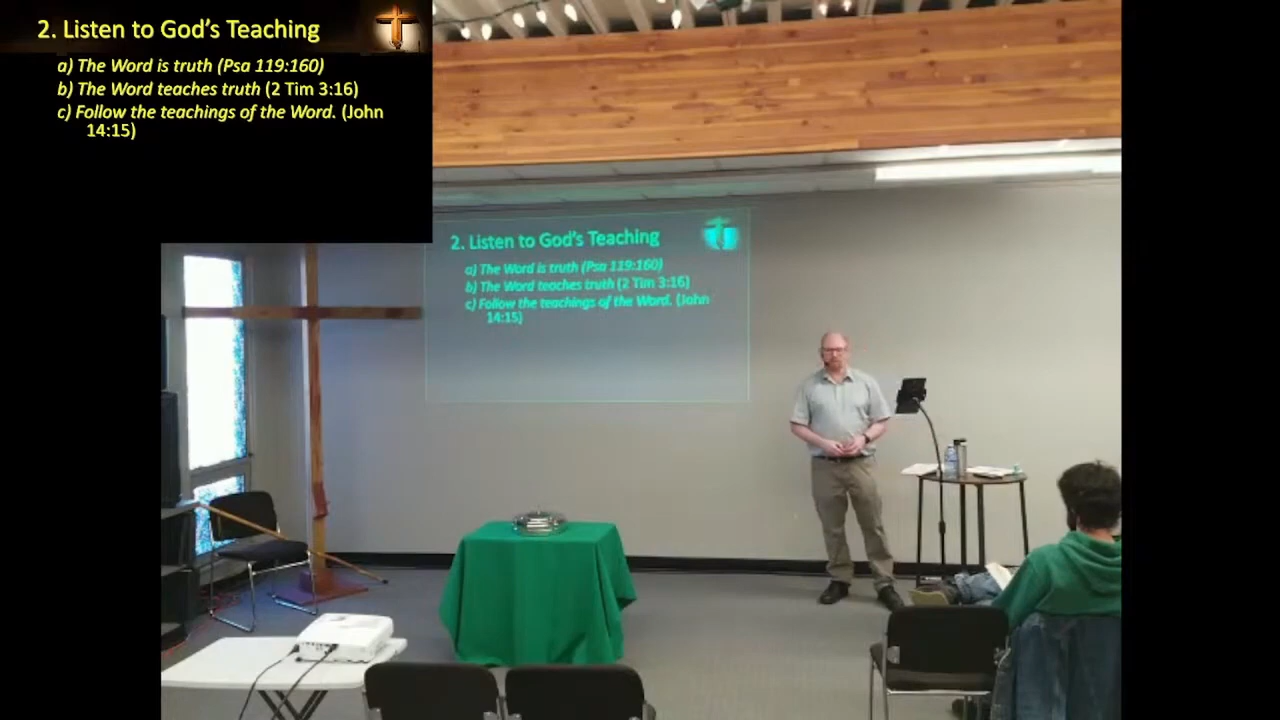 2. Listen to God's Teaching
a) The Word is truth (Psa 119:160)
b) The Word teaches truth (2 Tim 3:16)
c) Follow the teachings of the Word. (John
14:15)
2. Listen to God's Teaching
a) The Word is truth (Psa 119:160)
b) The Word teaches truth (2 Tim 3:16)
c) Follow the teachings of the Word. (John
14:15)